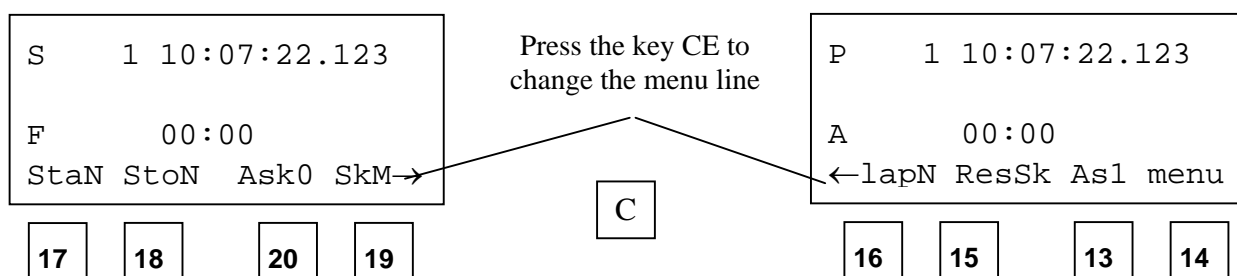 S 1 10:07:22.123
F 00:00
StaN StoN Ask0 SkM→
17 18 20 19
Press the key CE to
change the menu line
C
P 1 10:07:22.123
A 00:00
←lapN ResSk As1 menu
16 15 13 14